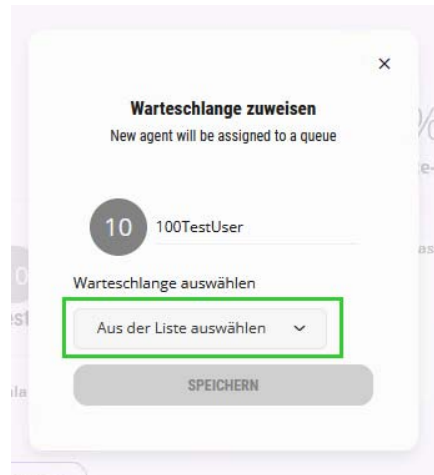 ×
Warteschlange zuweisen
New agent will be assigned to a queue
10 100TestUser
Warteschlange auswählen
Aus der Liste auswählen
SPEICHERN